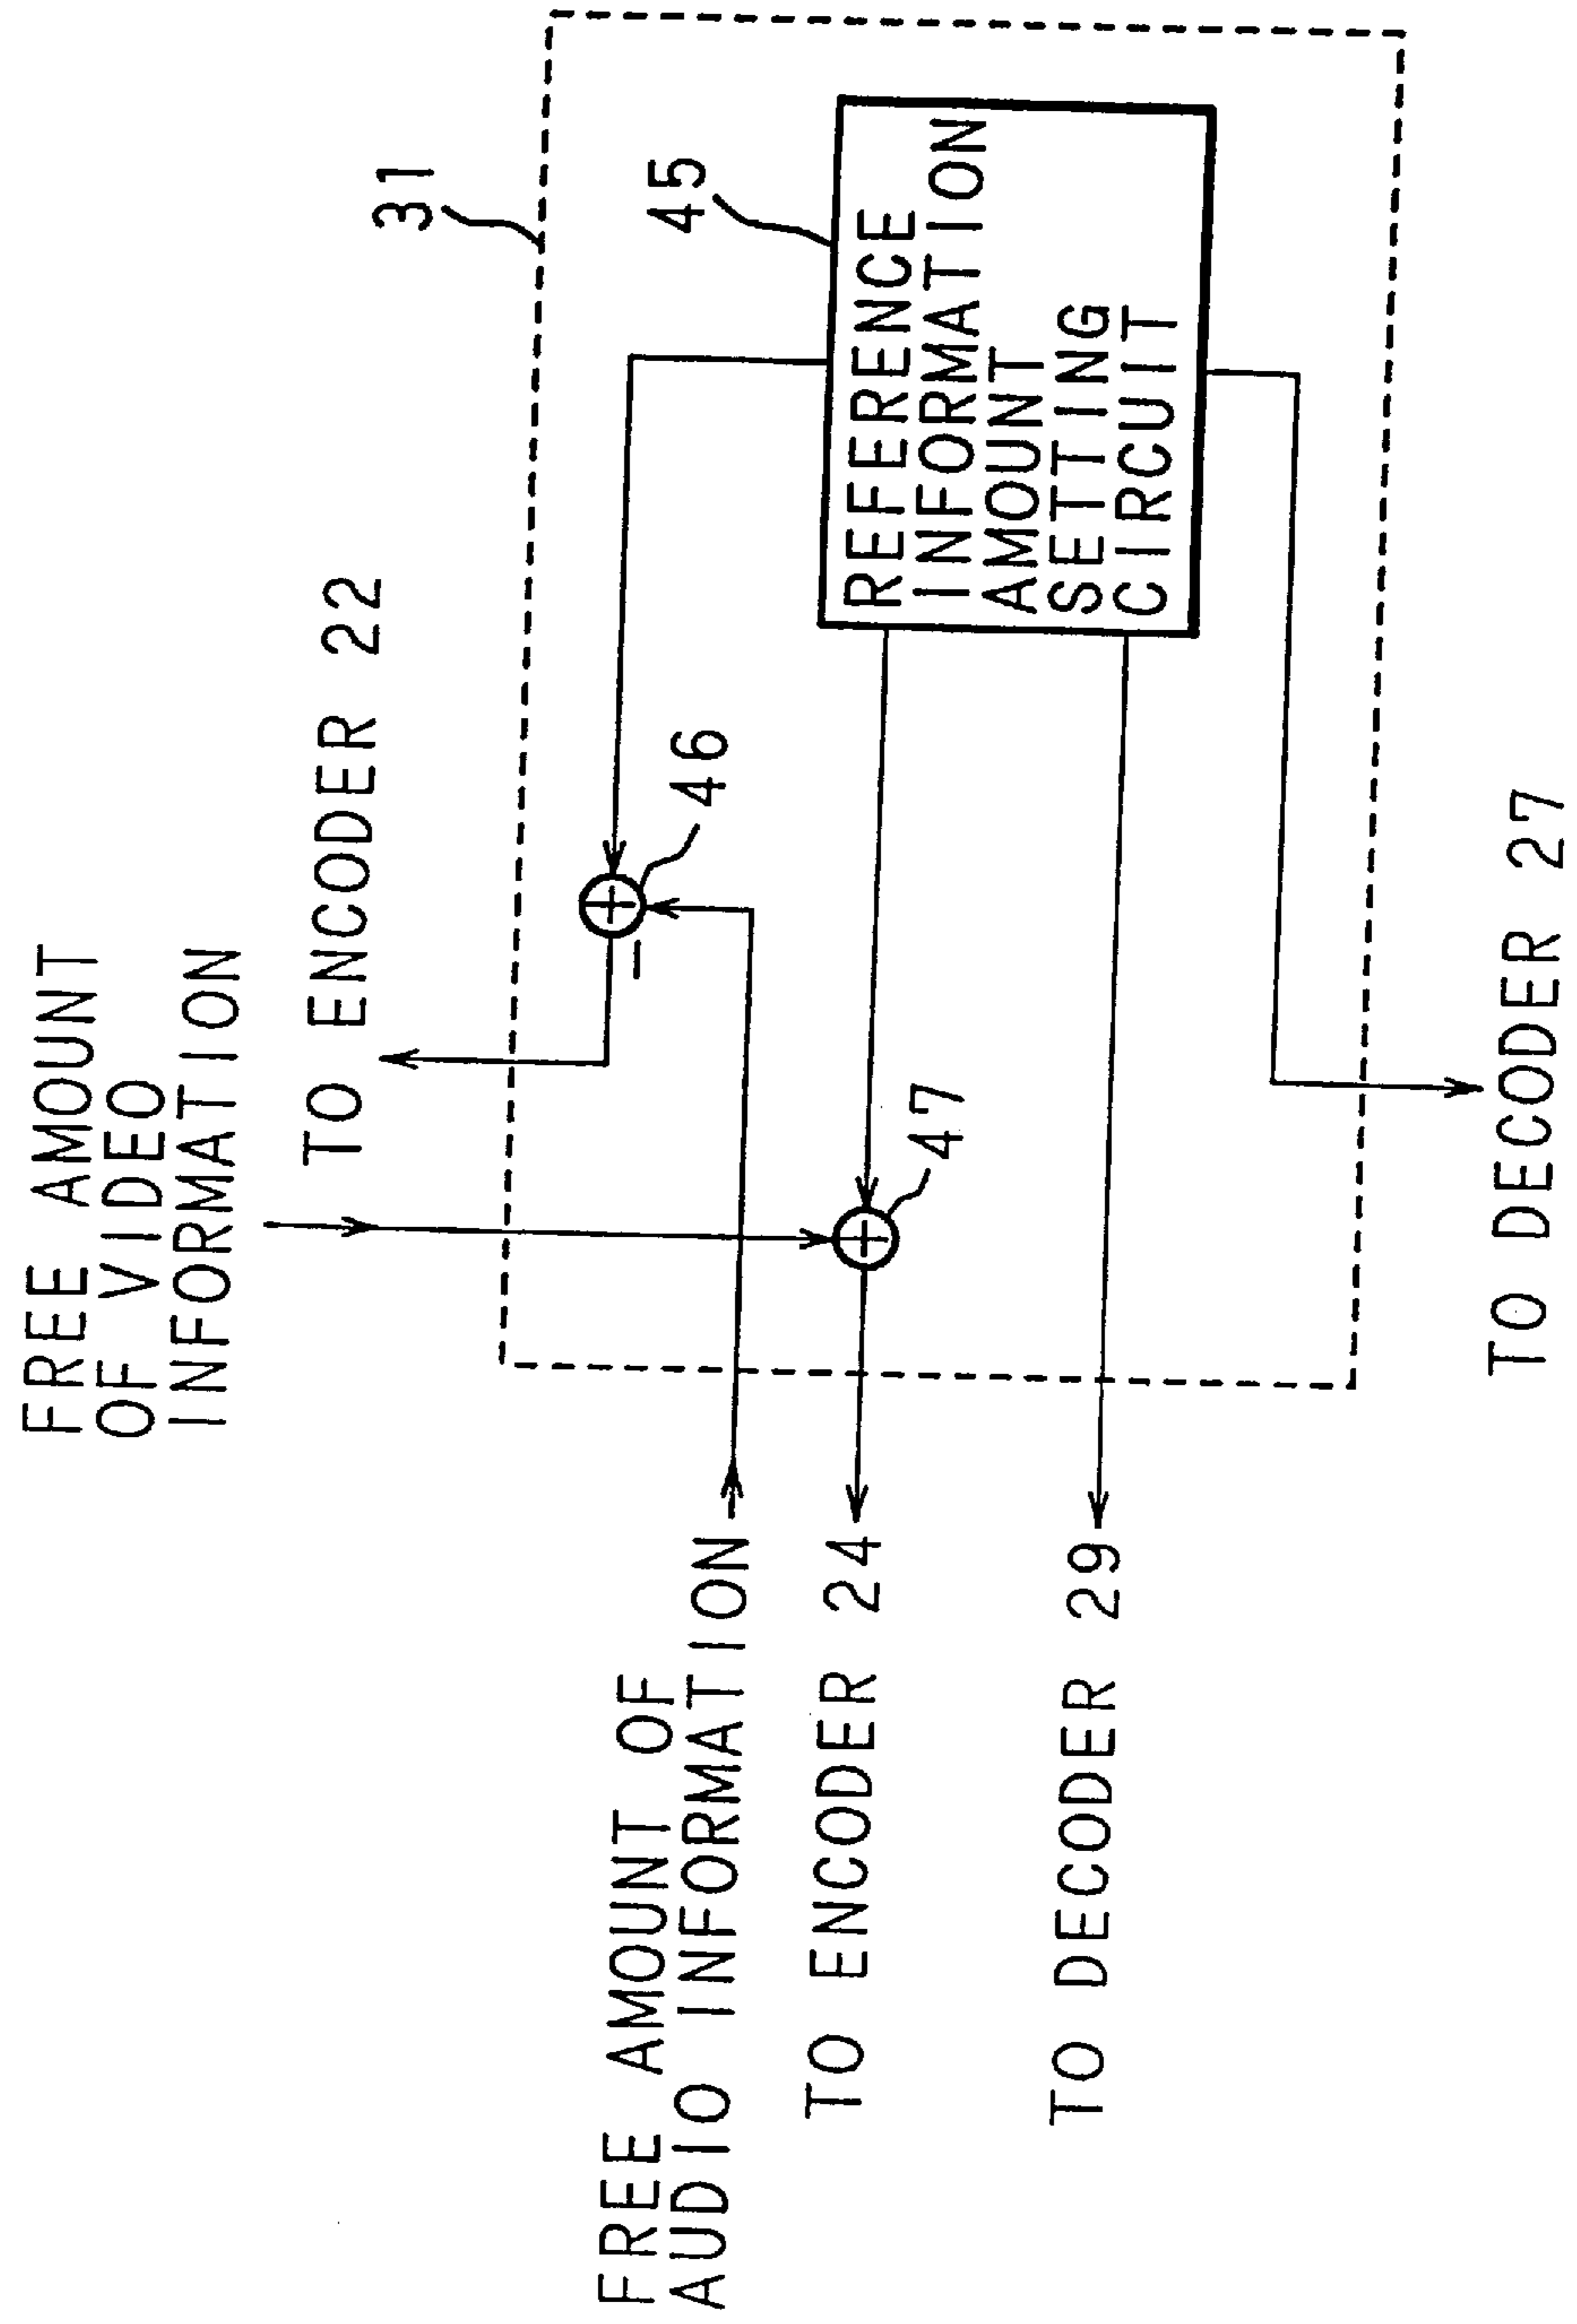 FREE AMOUNT
OF VIDEO
INFORMATION
TO ENCODER 22
31
FREE AMOUNT OF
AUDIO INFORMATION
46
45
TO ENCODER 24
47
REFERENCE
INFORMATION
AMOUNT
SETTING
CIRCUIT
TO DECODER 29
TO DECODER 27